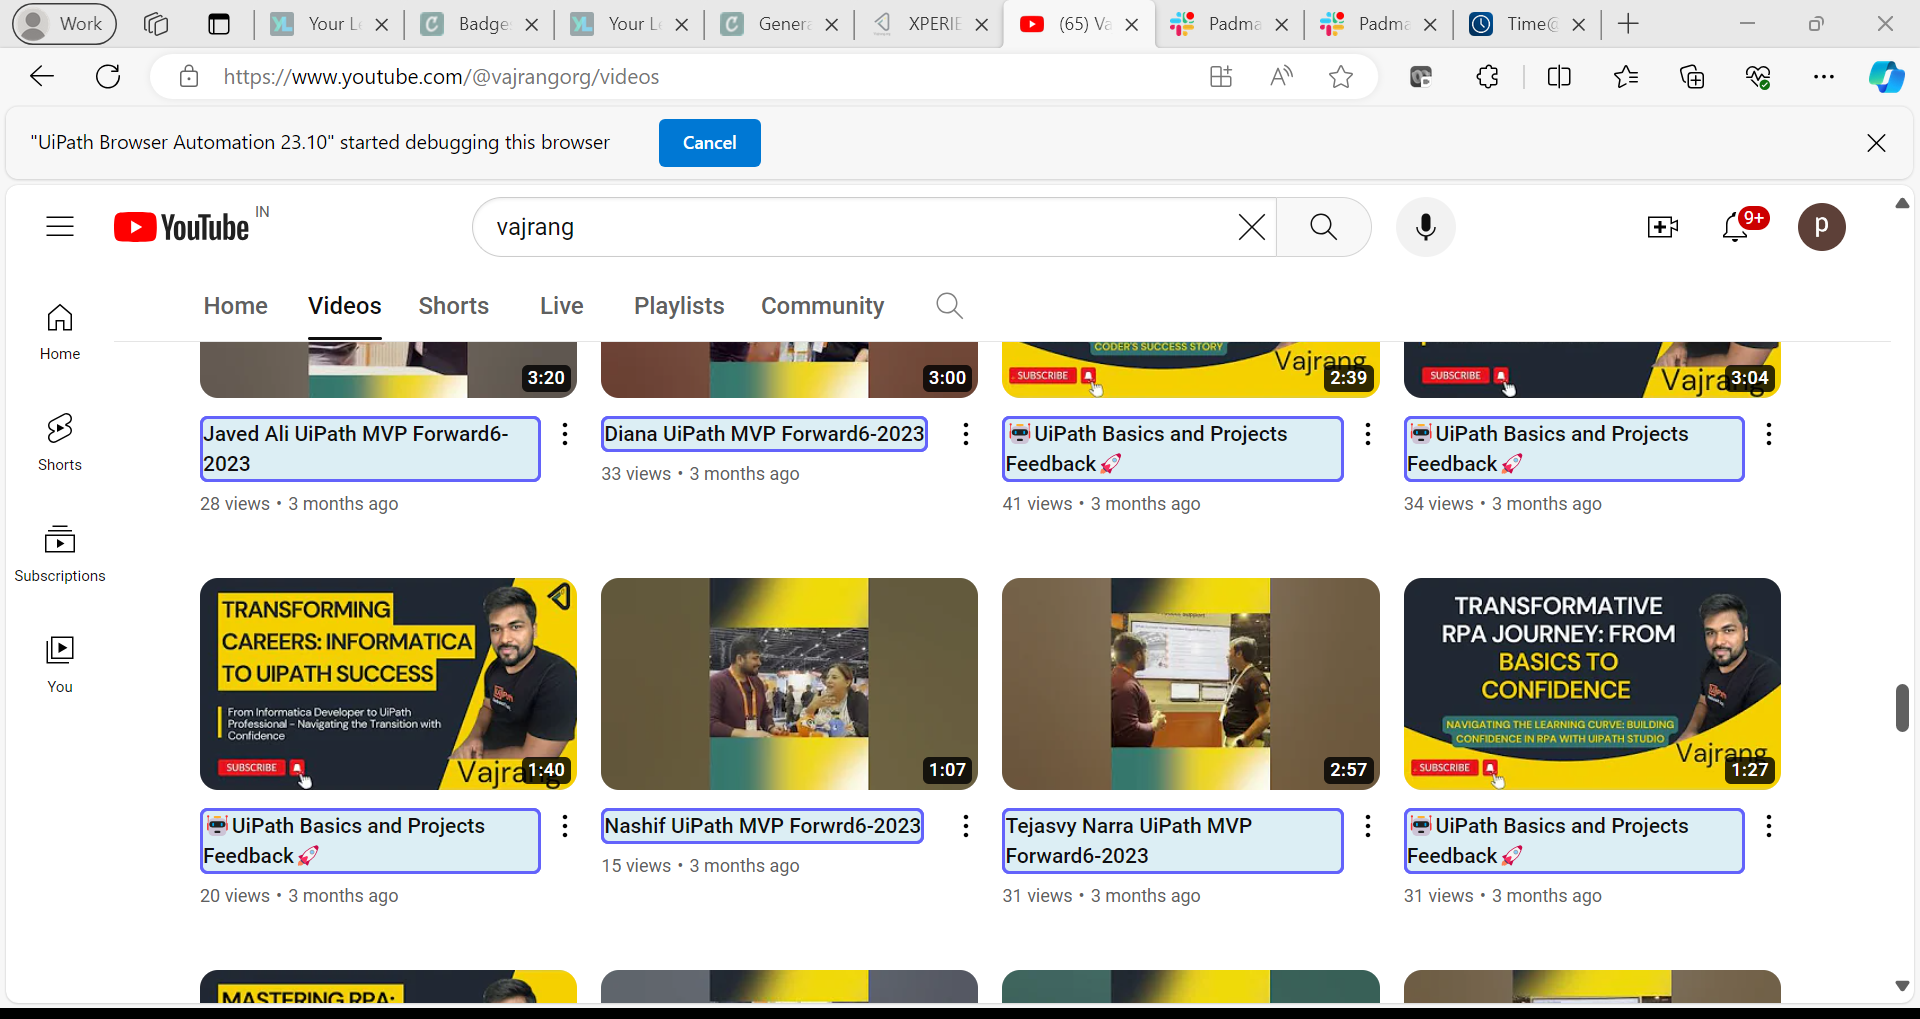 Work
Your Le
Badge
Your Le
Genera
XPERIE
(65) Va
Padma
Padma
Time@
https://www.youtube.com/@vajrangorg/videos
"UiPath Browser Automation 23.10" started debugging this browser
Cancel
YouTube IN
vajrang
9+
p
Home
Videos
Shorts
Live
Playlists
Community
Home
Shorts
Subscriptions
You
3:20
3:00
CODER'S SUCCESS STORY
SUBSCRIBE
Vajrang
2:39
SUBSCRIBE
Vajrang
3:04
Javed Ali UiPath MVP Forward6-
2023
28 views • 3 months ago
Diana UiPath MVP Forward6-2023
33 views • 3 months ago
🤖UiPath Basics and Projects
Feedback🚀
41 views • 3 months ago
🤖UiPath Basics and Projects
Feedback🚀
34 views • 3 months ago
TRANSFORMING
CAREERS: INFORMATICA
TO UIPATH SUCCESS
From Informatica Developer to UiPath
Professional - Navigating the Transition with
Confidence
SUBSCRIBE
Vajrang
1:40
1:07
2:57
TRANSFORMATIVE
RPA JOURNEY: FROM
BASICS TO
CONFIDENCE
NAVIGATING THE LEARNING CURVE: BUILDING
CONFIDENCE IN RPA WITH UIPATH STUDIO
SUBSCRIBE
Vajrang
1:27
🤖UiPath Basics and Projects
Feedback🚀
20 views • 3 months ago
Nashif UiPath MVP Forwrd6-2023
15 views • 3 months ago
Tejasvy Narra UiPath MVP
Forward6-2023
31 views • 3 months ago
🤖UiPath Basics and Projects
Feedback🚀
31 views • 3 months ago
MASTERING RPA: